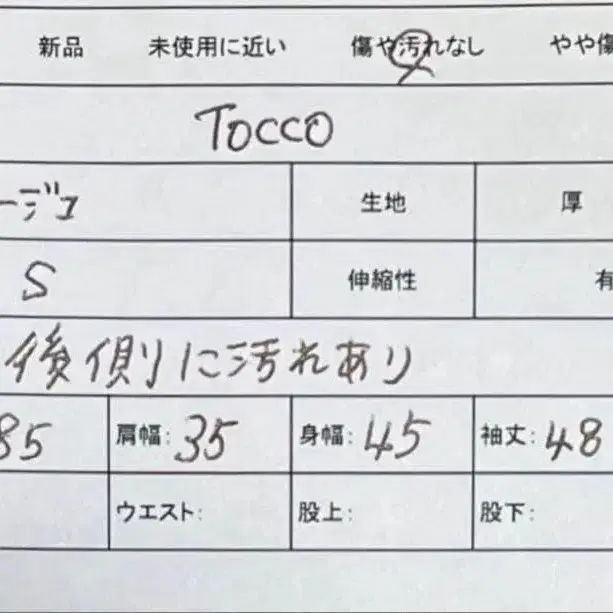 新品 未使用に近い 傷や汚れなし やや傷
TOCCO
ージュ 生地 厚
S 伸縮性 有
後側に汚れあり
85 肩幅: 35 身幅: 45 袖丈: 48
ウエスト: 股上: 股下: